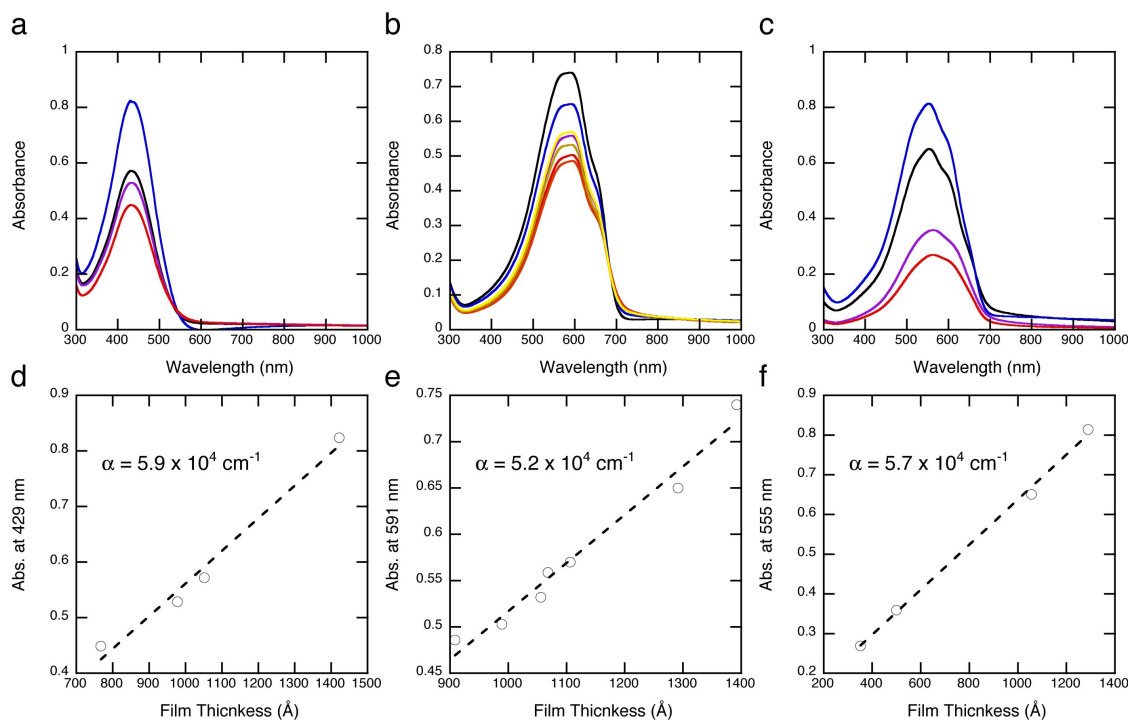 a
1
0.8
0.6
0.4
0.2
0
Absorbance
300 400 500 600 700 800 900 1000
Wavelength (nm)
b
0.8
0.7
0.6
0.5
0.4
0.3
0.2
0.1
0
Absorbance
300 400 500 600 700 800 900 1000
Wavelength (nm)
c
1
0.8
0.6
0.4
0.2
0
Absorbance
300 400 500 600 700 800 900 1000
Wavelength (nm)
d
0.9
0.8
0.7
0.6
0.5
0.4
Abs. at 429 nm
α = 5.9 x 10⁴ cm⁻¹
700 800 900 1000 1100 1200 1300 1400 1500
Film Thicnkess (Å)
e
0.75
0.7
0.65
0.6
0.55
0.5
0.45
Abs. at 591 nm
α = 5.2 x 10⁴ cm⁻¹
900 1000 1100 1200 1300 1400
Film Thicnkess (Å)
f
0.9
0.8
0.7
0.6
0.5
0.4
0.3
0.2
Abs. at 555 nm
α = 5.7 x 10⁴ cm⁻¹
200 400 600 800 1000 1200 1400
Film Thicnkess (Å)